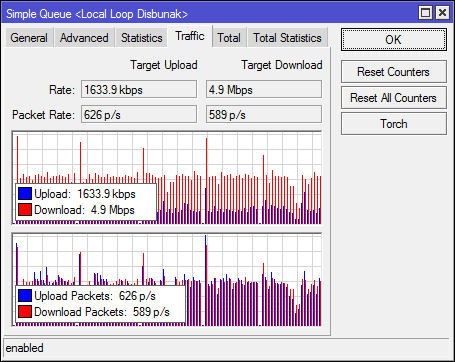 Simple Queue <Local Loop Disbunak>
General Advanced Statistics Traffic Total Total Statistics
Target Upload Target Download
Rate: 1633.9 kbps 4.9 Mbps
Packet Rate: 626 p/s 589 p/s
Upload: 1633.9 kbps
Download: 4.9 Mbps
Upload Packets: 626 p/s
Download Packets: 589 p/s
OK
Reset Counters
Reset All Counters
Torch
enabled